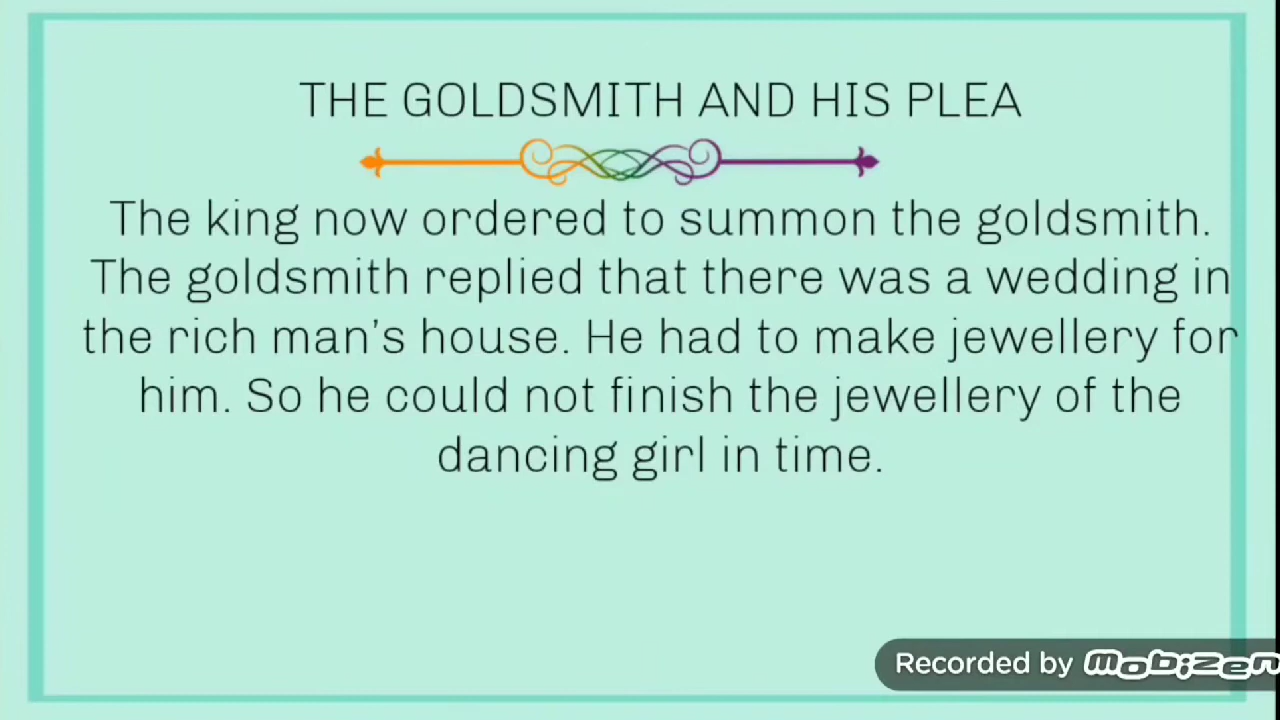 THE GOLDSMITH AND HIS PLEA
The king now ordered to summon the goldsmith.
The goldsmith replied that there was a wedding in
the rich man's house. He had to make jewellery for
him. So he could not finish the jewellery of the
dancing girl in time.
Recorded by Mobizen